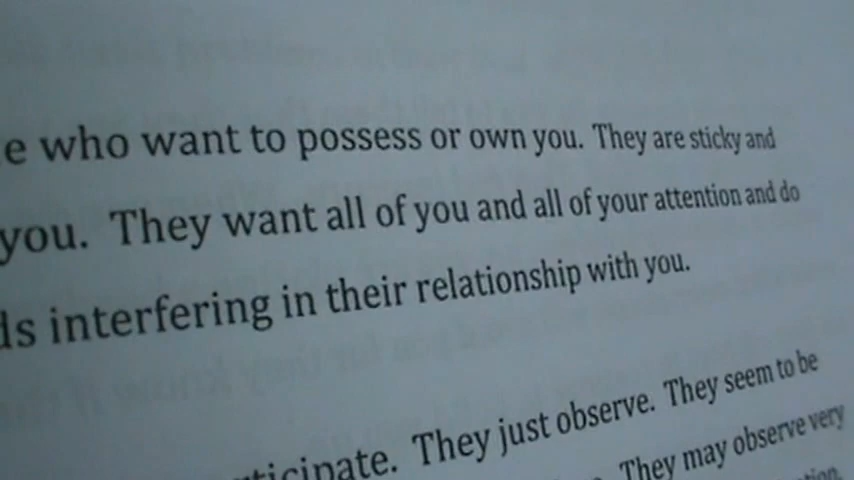 who want to possess or own you. They are sticky and
you. They want all of you and all of your attention and do
interfering in their relationship with you.
They just observe. They seem to be
They may observe very